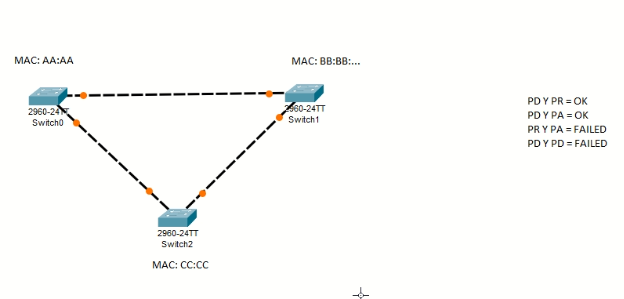 MAC: AA:AA
MAC: BB:BB:...
2960-24TT
Switch0
2960-24TT
Switch1
PD Y PR = OK
PD Y PA = OK
PR Y PA = FAILED
PD Y PD = FAILED
2960-24TT
Switch2
MAC: CC:CC